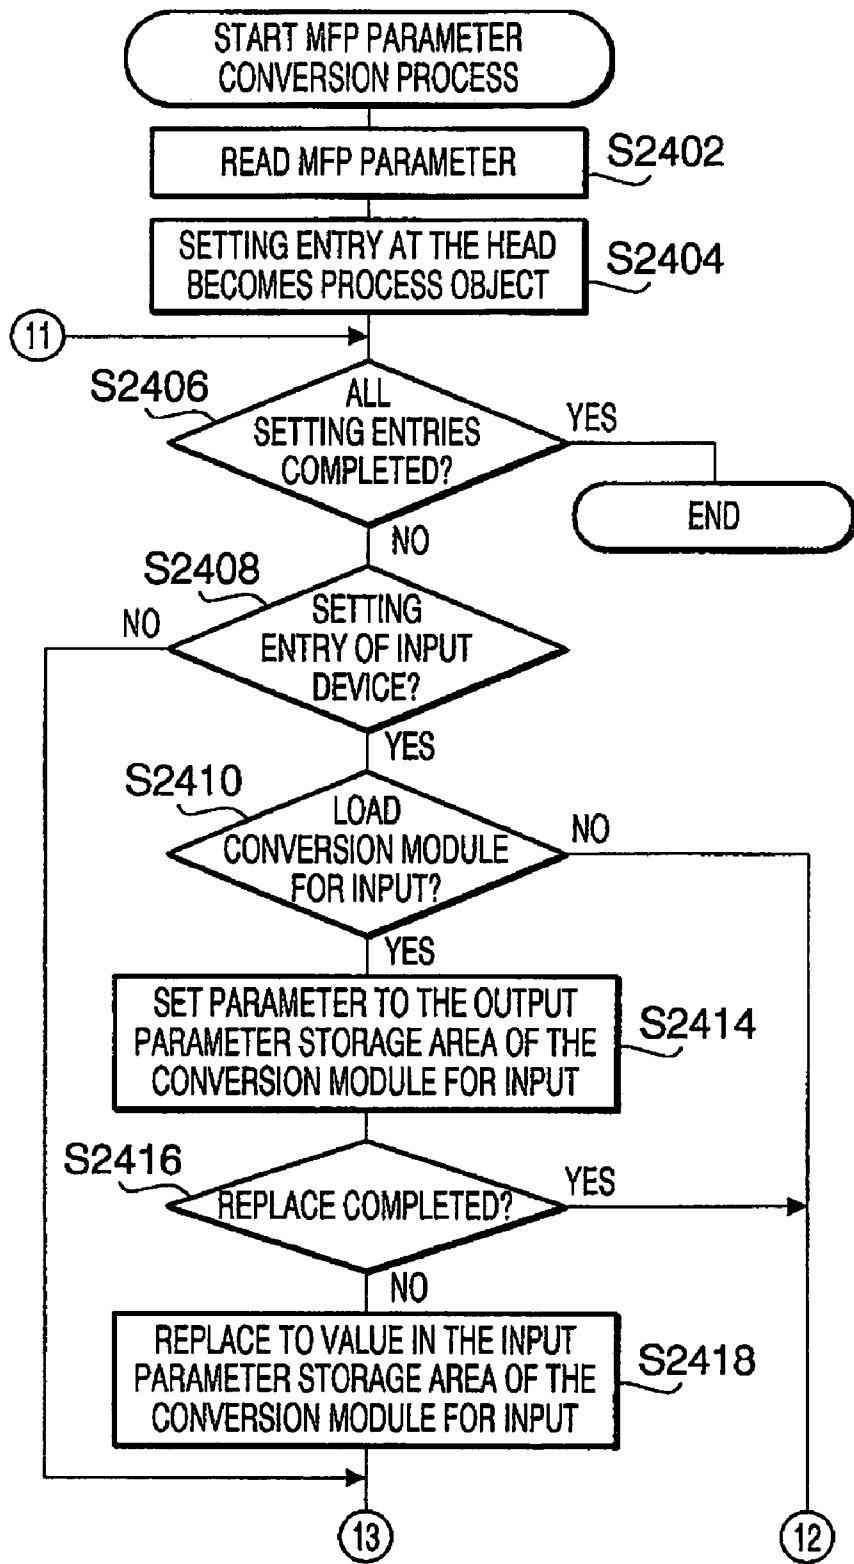 START MFP PARAMETER
CONVERSION PROCESS
READ MFP PARAMETER
S2402
SETTING ENTRY AT THE HEAD
BECOMES PROCESS OBJECT
S2404
11
S2406
ALL
SETTING ENTRIES
COMPLETED?
YES
END
NO
S2408
SETTING
ENTRY OF INPUT
DEVICE?
NO
YES
S2410
LOAD
CONVERSION MODULE
FOR INPUT?
NO
YES
SET PARAMETER TO THE OUTPUT
PARAMETER STORAGE AREA OF THE
CONVERSION MODULE FOR INPUT
S2414
S2416
REPLACE COMPLETED?
YES
NO
REPLACE TO VALUE IN THE INPUT
PARAMETER STORAGE AREA OF THE
CONVERSION MODULE FOR INPUT
S2418
13
12